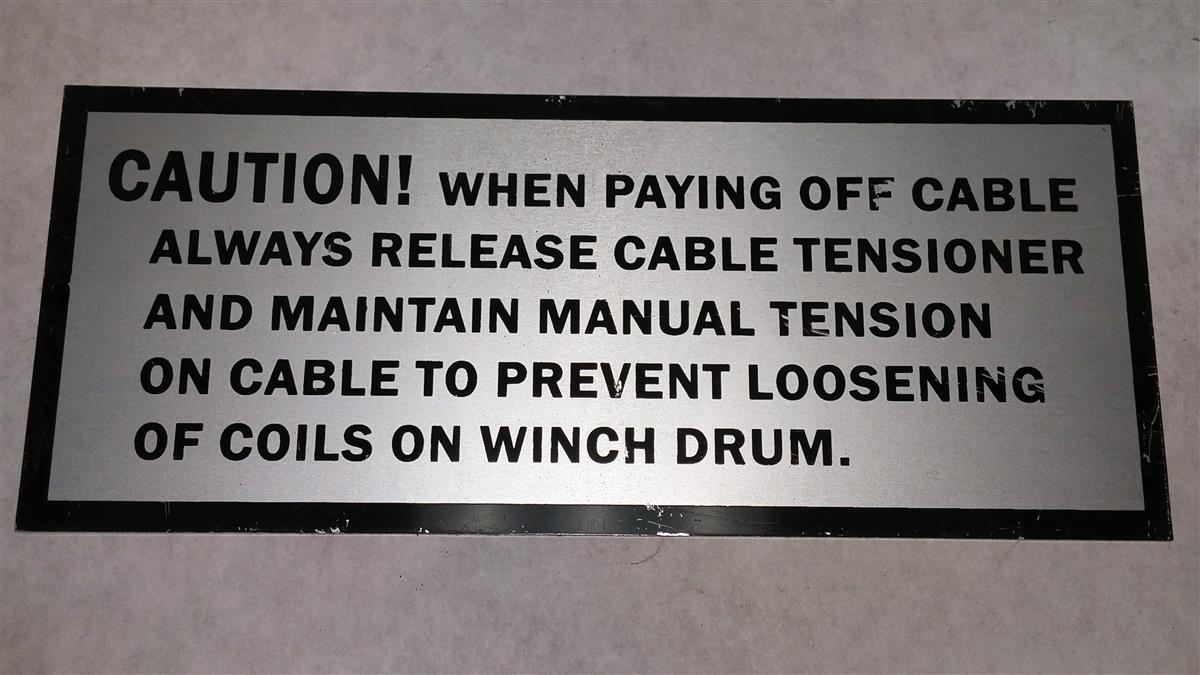 CAUTION! WHEN PAYING OFF CABLE
ALWAYS RELEASE CABLE TENSIONER
AND MAINTAIN MANUAL TENSION
ON CABLE TO PREVENT LOOSENING
OF COILS ON WINCH DRUM.